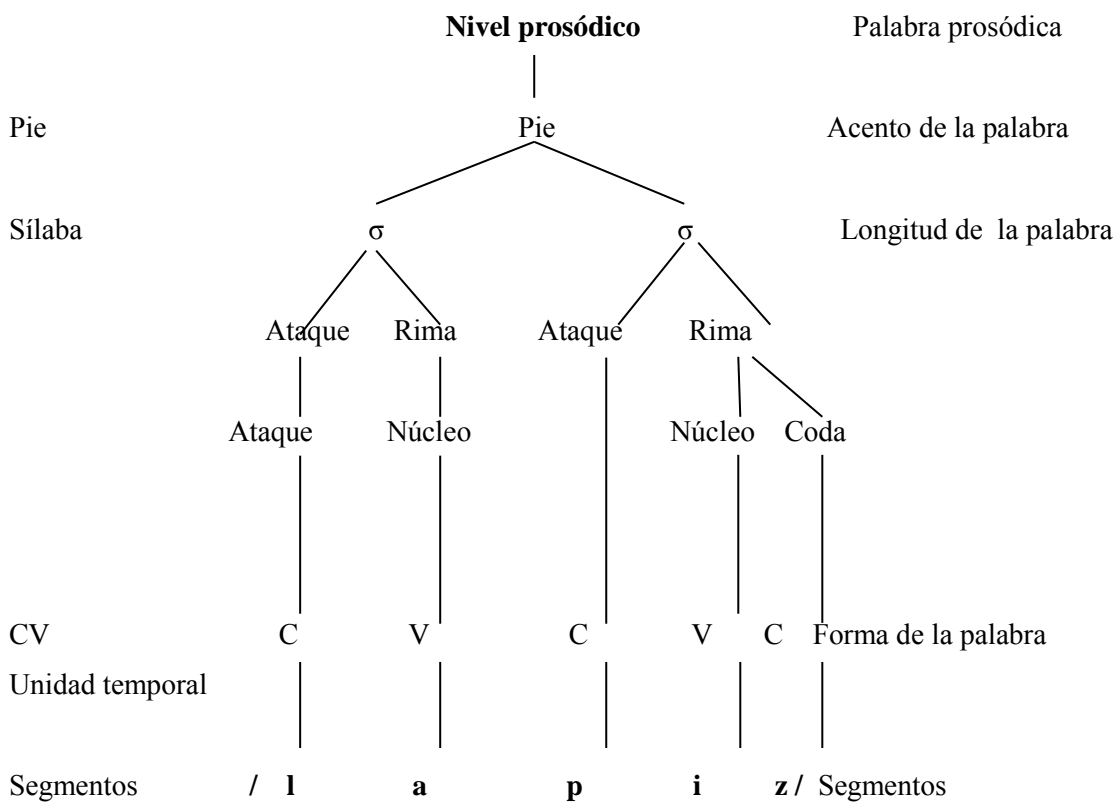 Nivel prosódico Palabra prosódica
Pie Pie Acento de la palabra
Sílaba σ σ Longitud de la palabra
Ataque Rima Ataque Rima
Ataque Núcleo Núcleo Coda
CV C V C V C Forma de la palabra
Unidad temporal
Segmentos / l a p i z / Segmentos